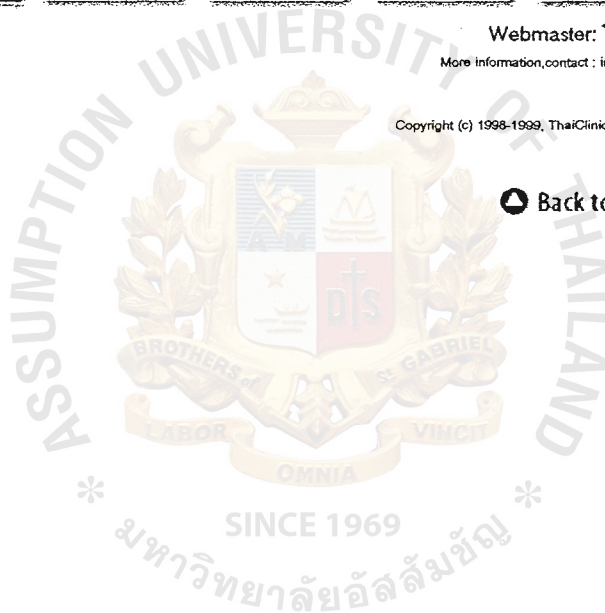 Webmaster:
More information,contact :
Copyright (c) 1998-1999, ThaiClinic
Back to
ASSUMPTION UNIVERSITY OF THAILAND
A M
D S
BROTHERS of St GABRIEL
LABOR OMNIA VINCIT
SINCE 1969
* มหาวิทยาลัยอัสสัมชัญ *